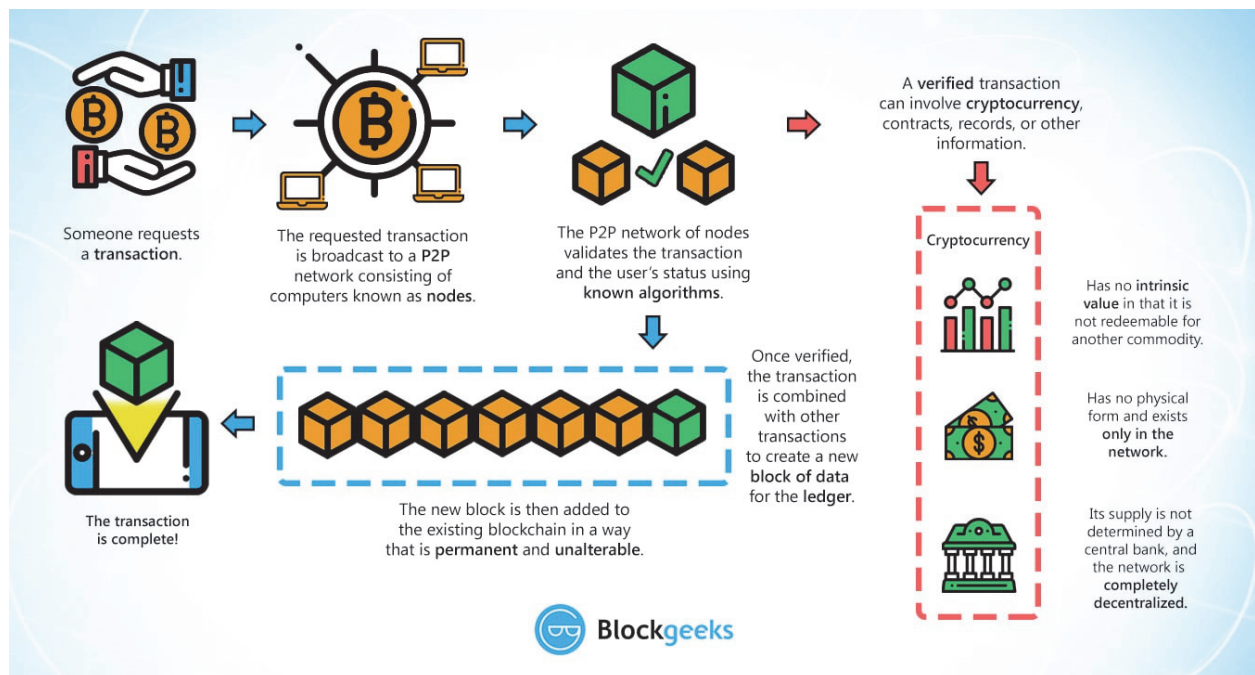 Someone requests
a transaction.
The requested transaction
is broadcast to a P2P
network consisting of
computers known as nodes.
The P2P network of nodes
validates the transaction
and the user's status using
known algorithms.
A verified transaction
can involve cryptocurrency,
contracts, records, or other
information.
Cryptocurrency
Has no intrinsic
value in that it is
not redeemable for
another commodity.
Has no physical
form and exists
only in the
network.
Its supply is not
determined by a
central bank, and
the network is
completely
decentralized.
Once verified,
the transaction
is combined
with other
transactions
to create a new
block of data
for the ledger.
The new block is then added to
the existing blockchain in a way
that is permanent and unalterable.
The transaction
is complete!
Blockgeeks